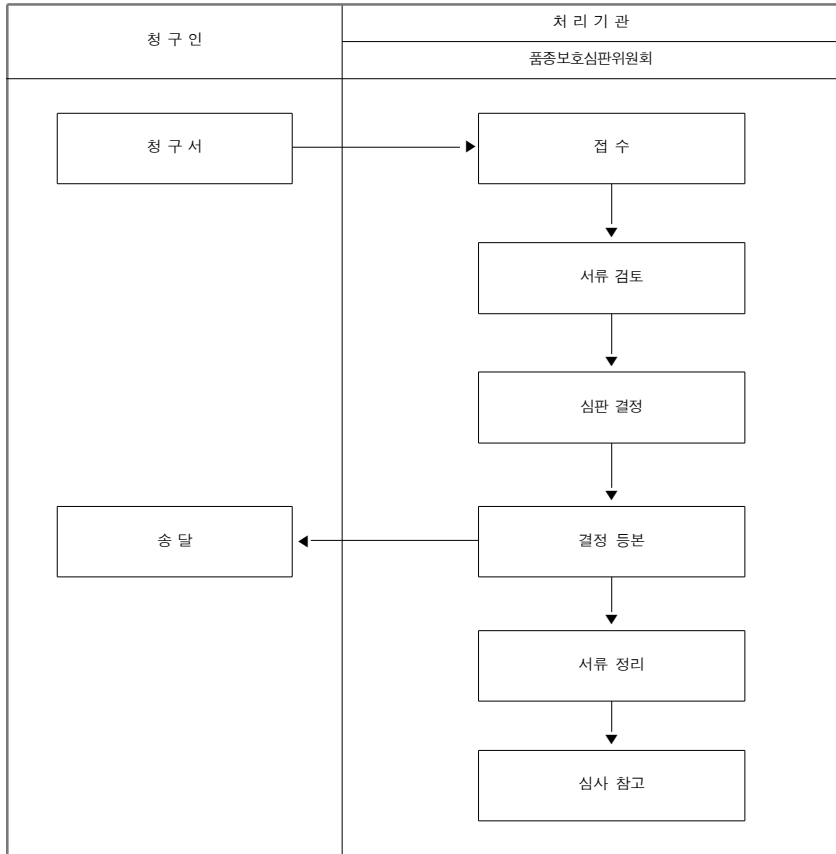 청 구 인
처 리 기 관
품종보호심판위원회
청 구 서
접 수
서류 검토
심판 결정
송 달
결정 등본
서류 정리
심사 참고